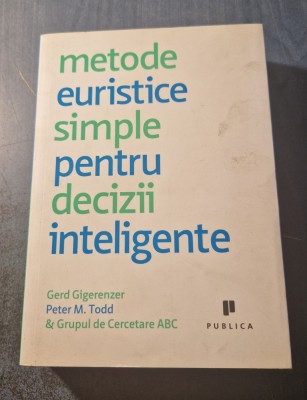 metode
euristice
simple
pentru
decizii
inteligente
Gerd Gigerenzer
Peter M. Todd
& Grupul de Cercetare ABC
PUBLICA